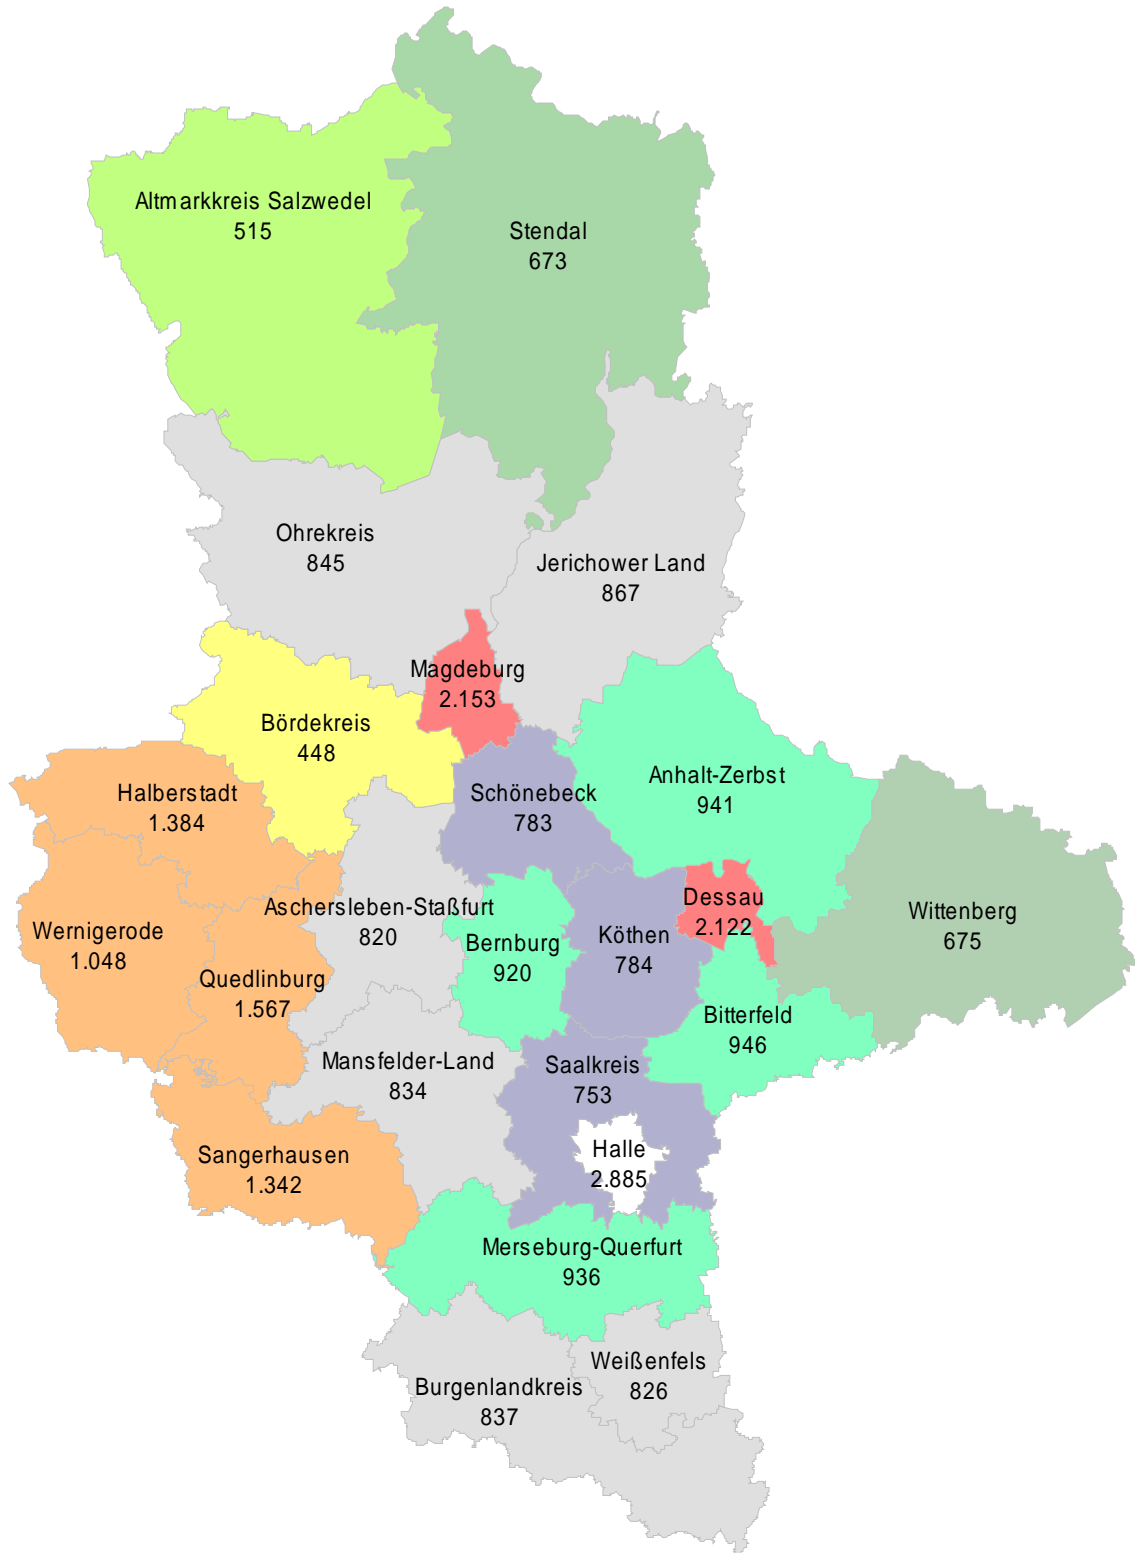 Altmarkkreis Salzwedel
515
Stendal
673
Ohrekreis
845
Jerichower Land
867
Magdeburg
2.153
Bördekreis
448
Halberstadt
1.384
Schönebeck
783
Anhalt-Zerbst
941
Aschersleben-Staßfurt
820
Dessau
2.122
Wittenberg
675
Wernigerode
1.048
Bernburg
920
Köthen
784
Quedlinburg
1.567
Bitterfeld
946
Mansfelder-Land
834
Saalkreis
753
Sangerhausen
1.342
Halle
2.885
Merseburg-Querfurt
936
Weißenfels
826
Burgenlandkreis
837